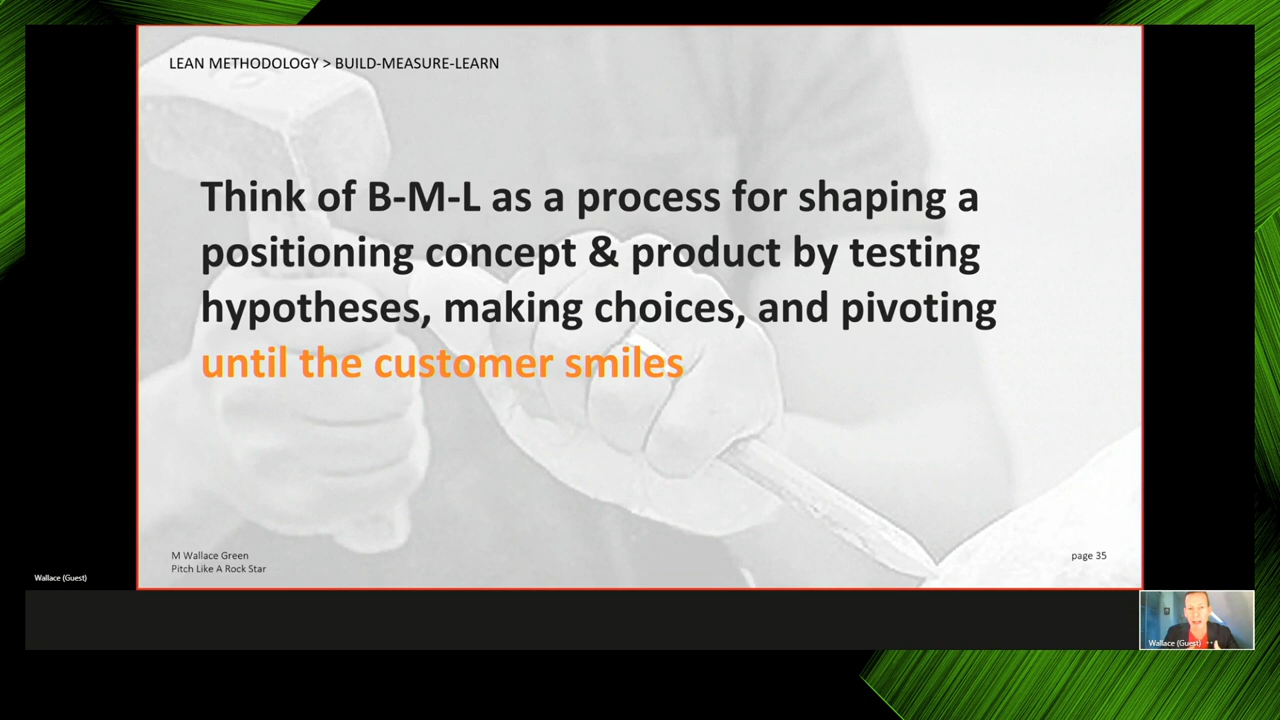 LEAN METHODOLOGY > BUILD-MEASURE-LEARN
Think of B-M-L as a process for shaping a
positioning concept & product by testing
hypotheses, making choices, and pivoting
until the customer smiles
M Wallace Green
Pitch Like A Rock Star
page 35
Wallace (Guest)
Wallace (Guest)